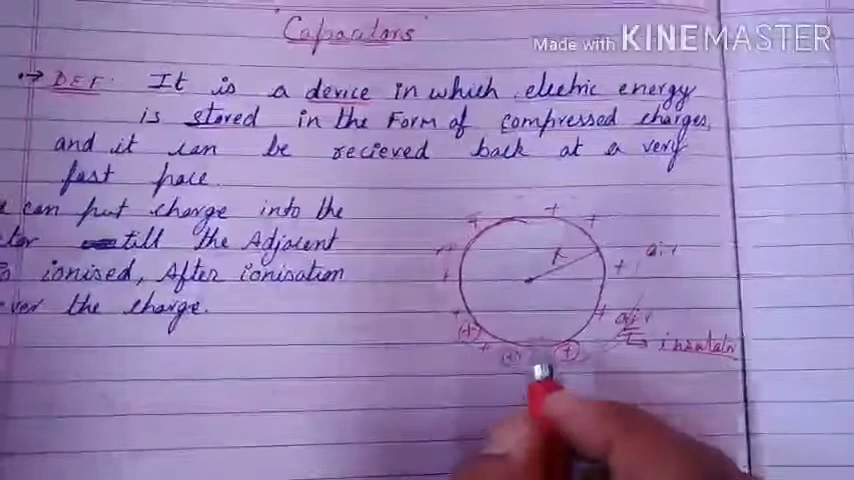 "Capacitors"
Made with KINEMASTER
DEF. It is a device in which electric energy
is stored in the Form of compressed charges,
and it can be recieved back at a very
fast pace.
can put charge into the
till the Adjacent
ionised, After ionisation
the charge.
R
air
air